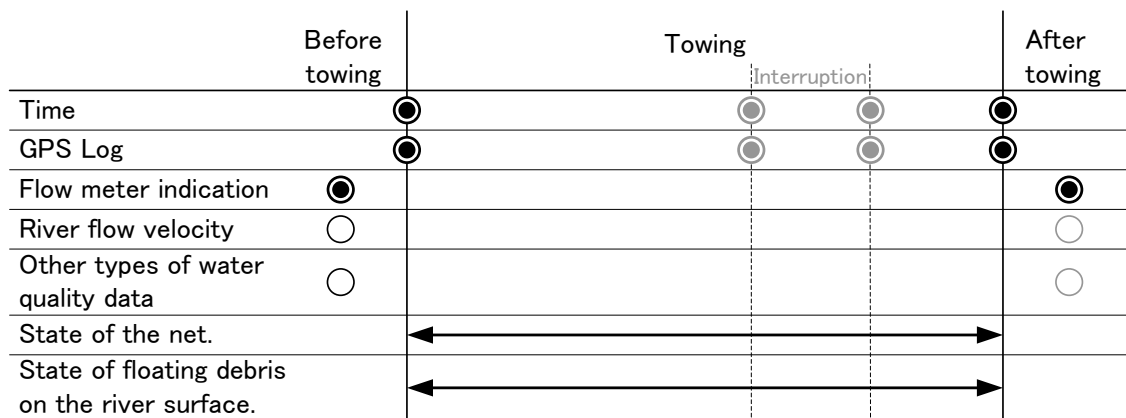 Before
towing
Towing
After
towing
Interruption
Time
GPS Log
Flow meter indication
River flow velocity
Other types of water
quality data
State of the net.
State of floating debris
on the river surface.